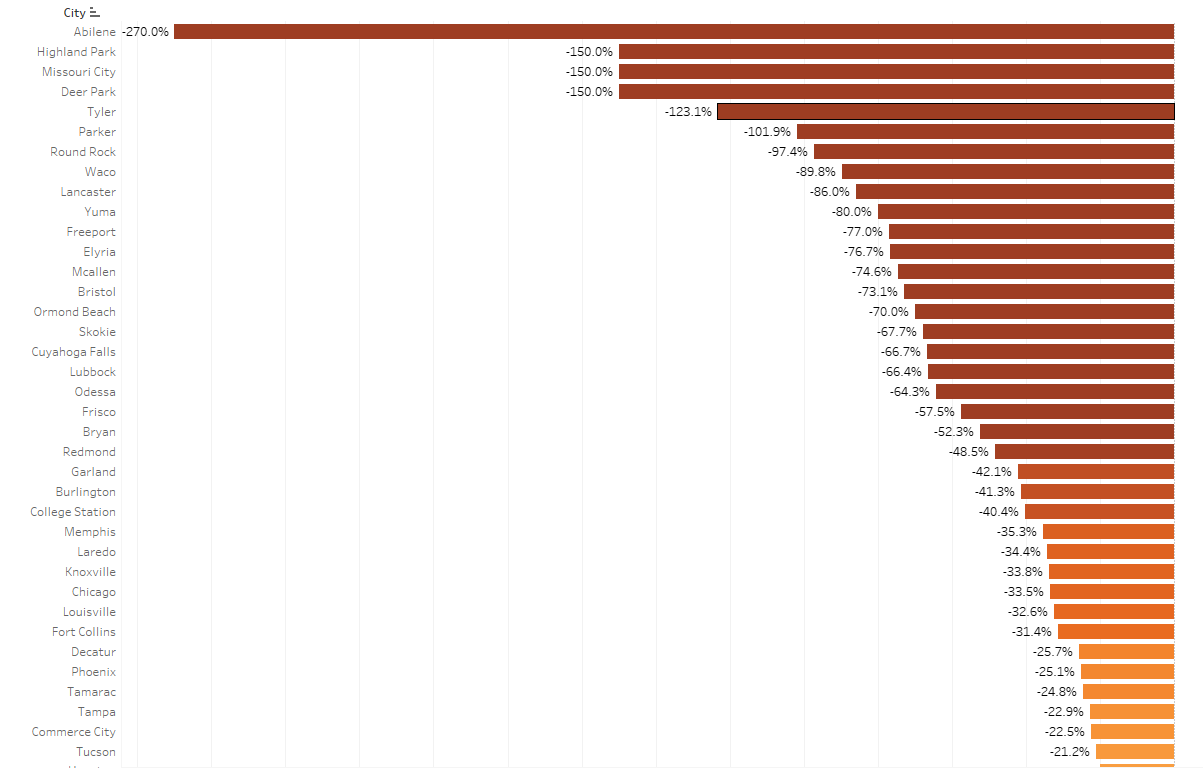 City
Abilene -270.0%
Highland Park -150.0%
Missouri City -150.0%
Deer Park -150.0%
Tyler -123.1%
Parker -101.9%
Round Rock -97.4%
Waco -89.8%
Lancaster -86.0%
Yuma -80.0%
Freeport -77.0%
Elyria -76.7%
Mcallen -74.6%
Bristol -73.1%
Ormond Beach -70.0%
Skokie -67.7%
Cuyahoga Falls -66.7%
Lubbock -66.4%
Odessa -64.3%
Frisco -57.5%
Bryan -52.3%
Redmond -48.5%
Garland -42.1%
Burlington -41.3%
College Station -40.4%
Memphis -35.3%
Laredo -34.4%
Knoxville -33.8%
Chicago -33.5%
Louisville -32.6%
Fort Collins -31.4%
Decatur -25.7%
Phoenix -25.1%
Tamarac -24.8%
Tampa -22.9%
Commerce City -22.5%
Tucson -21.2%